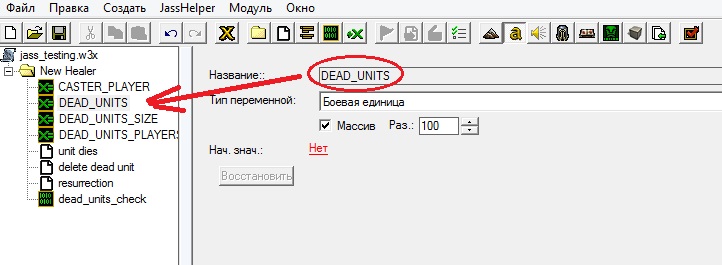 Файл Правка Создать JassHelper Модуль Окно
jass_testing.w3x
New Healer
CASTER_PLAYER
DEAD_UNITS
DEAD_UNITS_SIZE
DEAD_UNITS_PLAYERS
unit dies
delete dead unit
resurrection
dead_units_check
Название:: DEAD_UNITS
Тип переменной: Боевая единица
Массив Раз.: 100
Нач. знач.: Нет
Восстановить